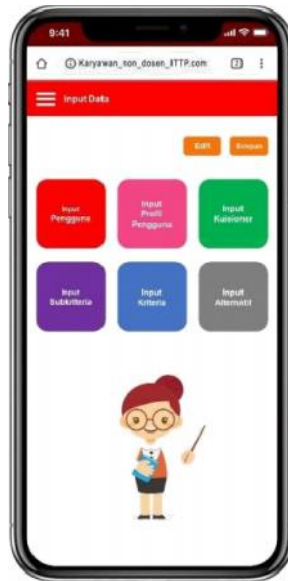 9:41
Karyawan_non_dosen_ITTP.com
Input Data
Edit
Simpan
Input
Pengguna
Input
Profil
Pengguna
Input
Kuisioner
Input
Subkriteria
Input
Kriteria
Input
Alternatif